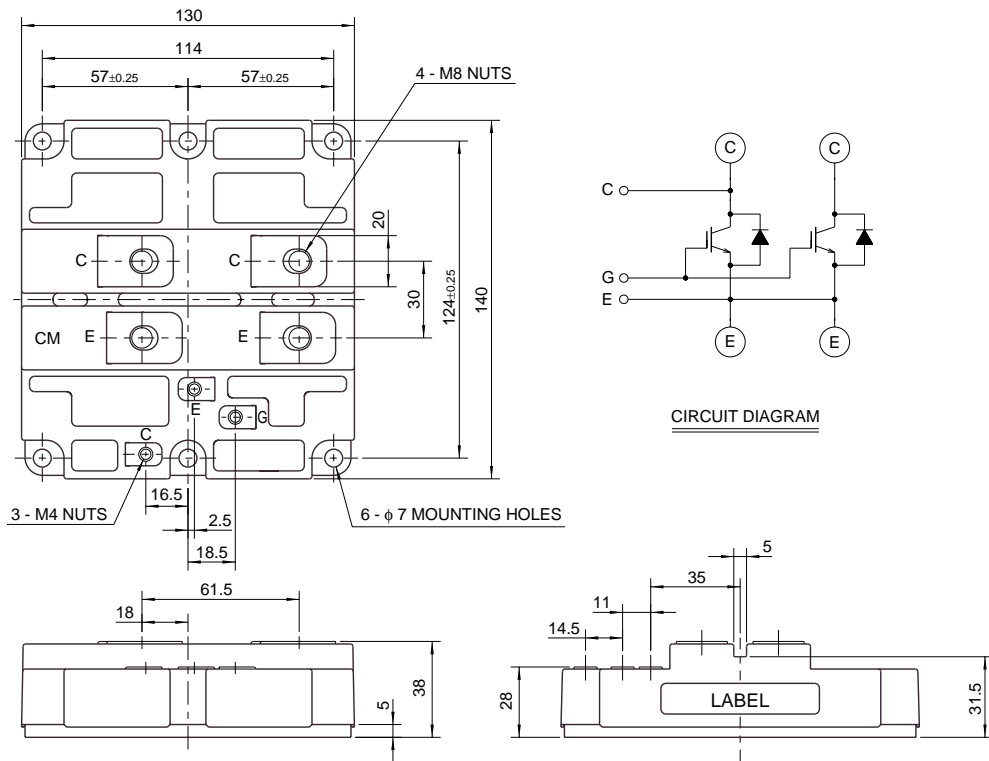 130
114
57±0.25
57±0.25
4 - M8 NUTS
C
C
20
30
124±0.25
140
CM
E
E
E
G
C
3 - M4 NUTS
16.5
2.5
18.5
6 - ϕ 7 MOUNTING HOLES
C
C
C
G
E
E
E
CIRCUIT DIAGRAM
61.5
18
5
38
5
35
11
14.5
28
LABEL
31.5